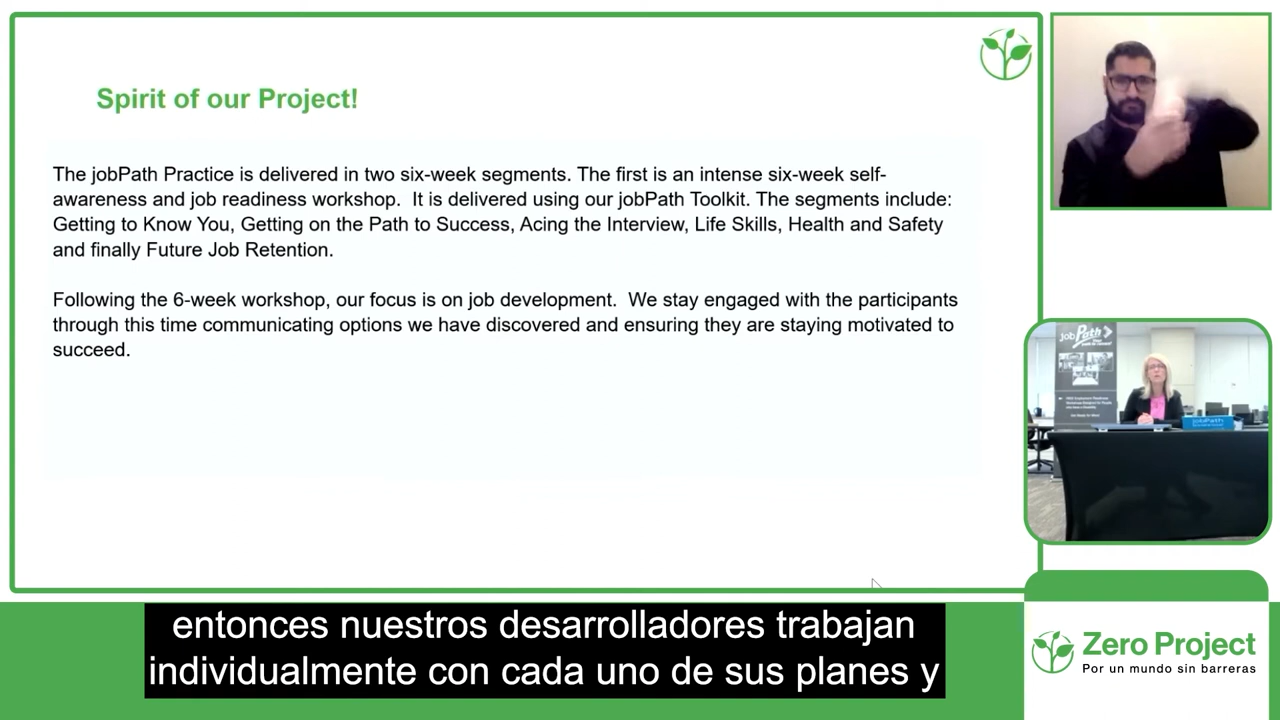 Spirit of our Project!
The jobPath Practice is delivered in two six-week segments. The first is an intense six-week self-
awareness and job readiness workshop.  It is delivered using our jobPath Toolkit. The segments include:
Getting to Know You, Getting on the Path to Success, Acing the Interview, Life Skills, Health and Safety
and finally Future Job Retention.
Following the 6-week workshop, our focus is on job development.  We stay engaged with the participants
through this time communicating options we have discovered and ensuring they are staying motivated to
succeed.
job Path
jobPath
entonces nuestros desarrolladores trabajan
individualmente con cada uno de sus planes y
Zero Project
Por un mundo sin barreras